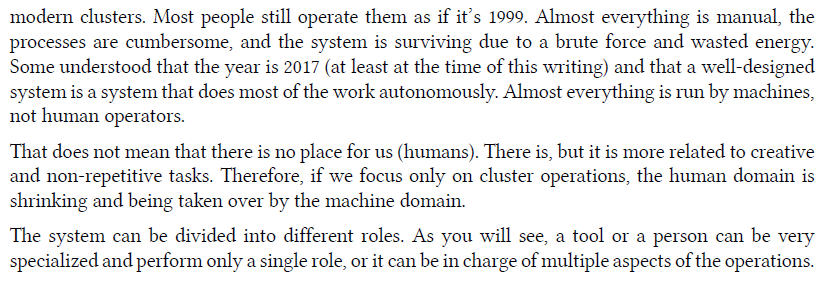 modern clusters. Most people still operate them as if it's 1999. Almost everything is manual, the
processes are cumbersome, and the system is surviving due to a brute force and wasted energy.
Some understood that the year is 2017 (at least at the time of this writing) and that a well-designed
system is a system that does most of the work autonomously. Almost everything is run by machines,
not human operators.
That does not mean that there is no place for us (humans). There is, but it is more related to creative
and non-repetitive tasks. Therefore, if we focus only on cluster operations, the human domain is
shrinking and being taken over by the machine domain.
The system can be divided into different roles. As you will see, a tool or a person can be very
specialized and perform only a single role, or it can be in charge of multiple aspects of the operations.